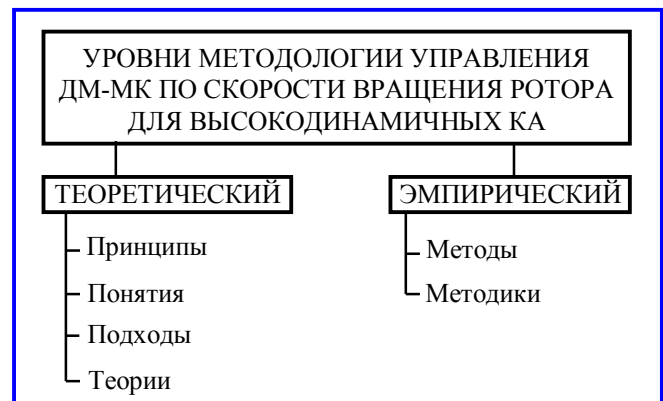 УРОВНИ МЕТОДОЛОГИИ УПРАВЛЕНИЯ
ДМ-МК ПО СКОРОСТИ ВРАЩЕНИЯ РОТОРА
ДЛЯ ВЫСОКОДИНАМИЧНЫХ КА
ТЕОРЕТИЧЕСКИЙ
Принципы
Понятия
Подходы
Теории
ЭМПИРИЧЕСКИЙ
Методы
Методики